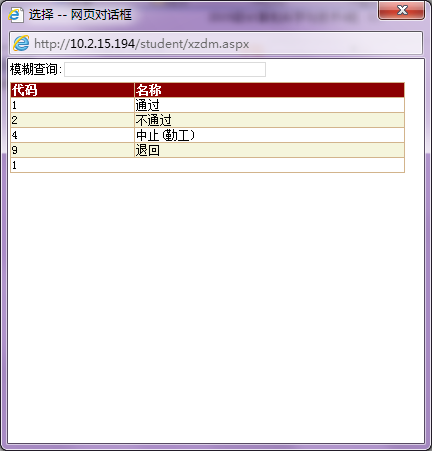 选择 -- 网页对话框
http://10.2.15.194/student/xzdm.aspx
模糊查询:
代码 名称
1 通过
2 不通过
4 中止(勤工)
9 退回
1